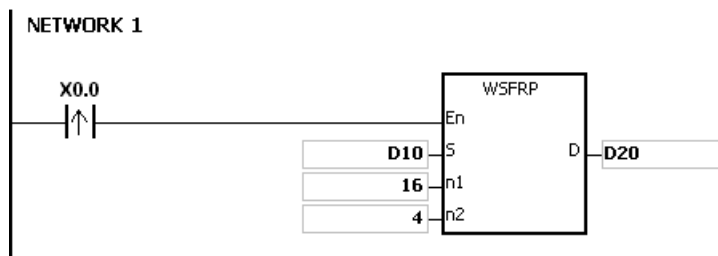 NETWORK 1
X0.0
WSFRP
En
D10 S D D20
16 n1
4 n2